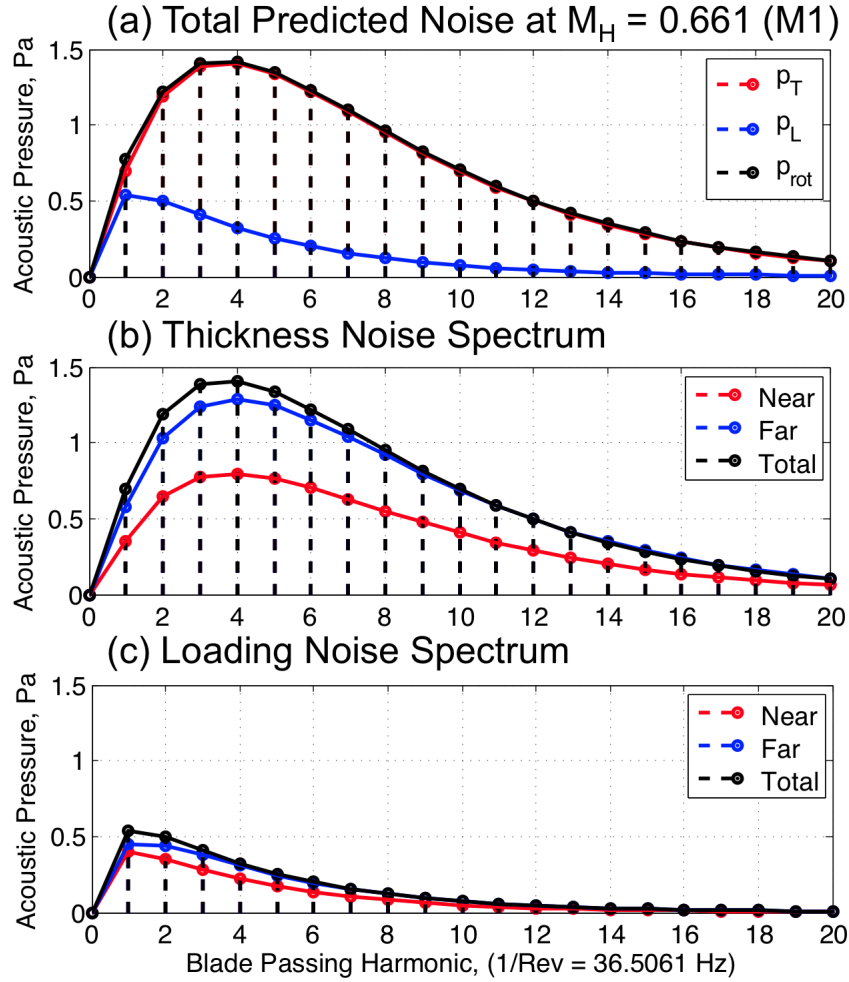 (a) Total Predicted Noise at M_H = 0.661 (M1)
Acoustic Pressure, Pa
1.5
1
0.5
0
p_T
p_L
p_rot
0 2 4 6 8 10 12 14 16 18 20
(b) Thickness Noise Spectrum
Acoustic Pressure, Pa
1.5
1
0.5
0
Near
Far
Total
0 2 4 6 8 10 12 14 16 18 20
(c) Loading Noise Spectrum
Acoustic Pressure, Pa
1.5
1
0.5
0
Near
Far
Total
0 2 4 6 8 10 12 14 16 18 20
Blade Passing Harmonic, (1/Rev = 36.5061 Hz)